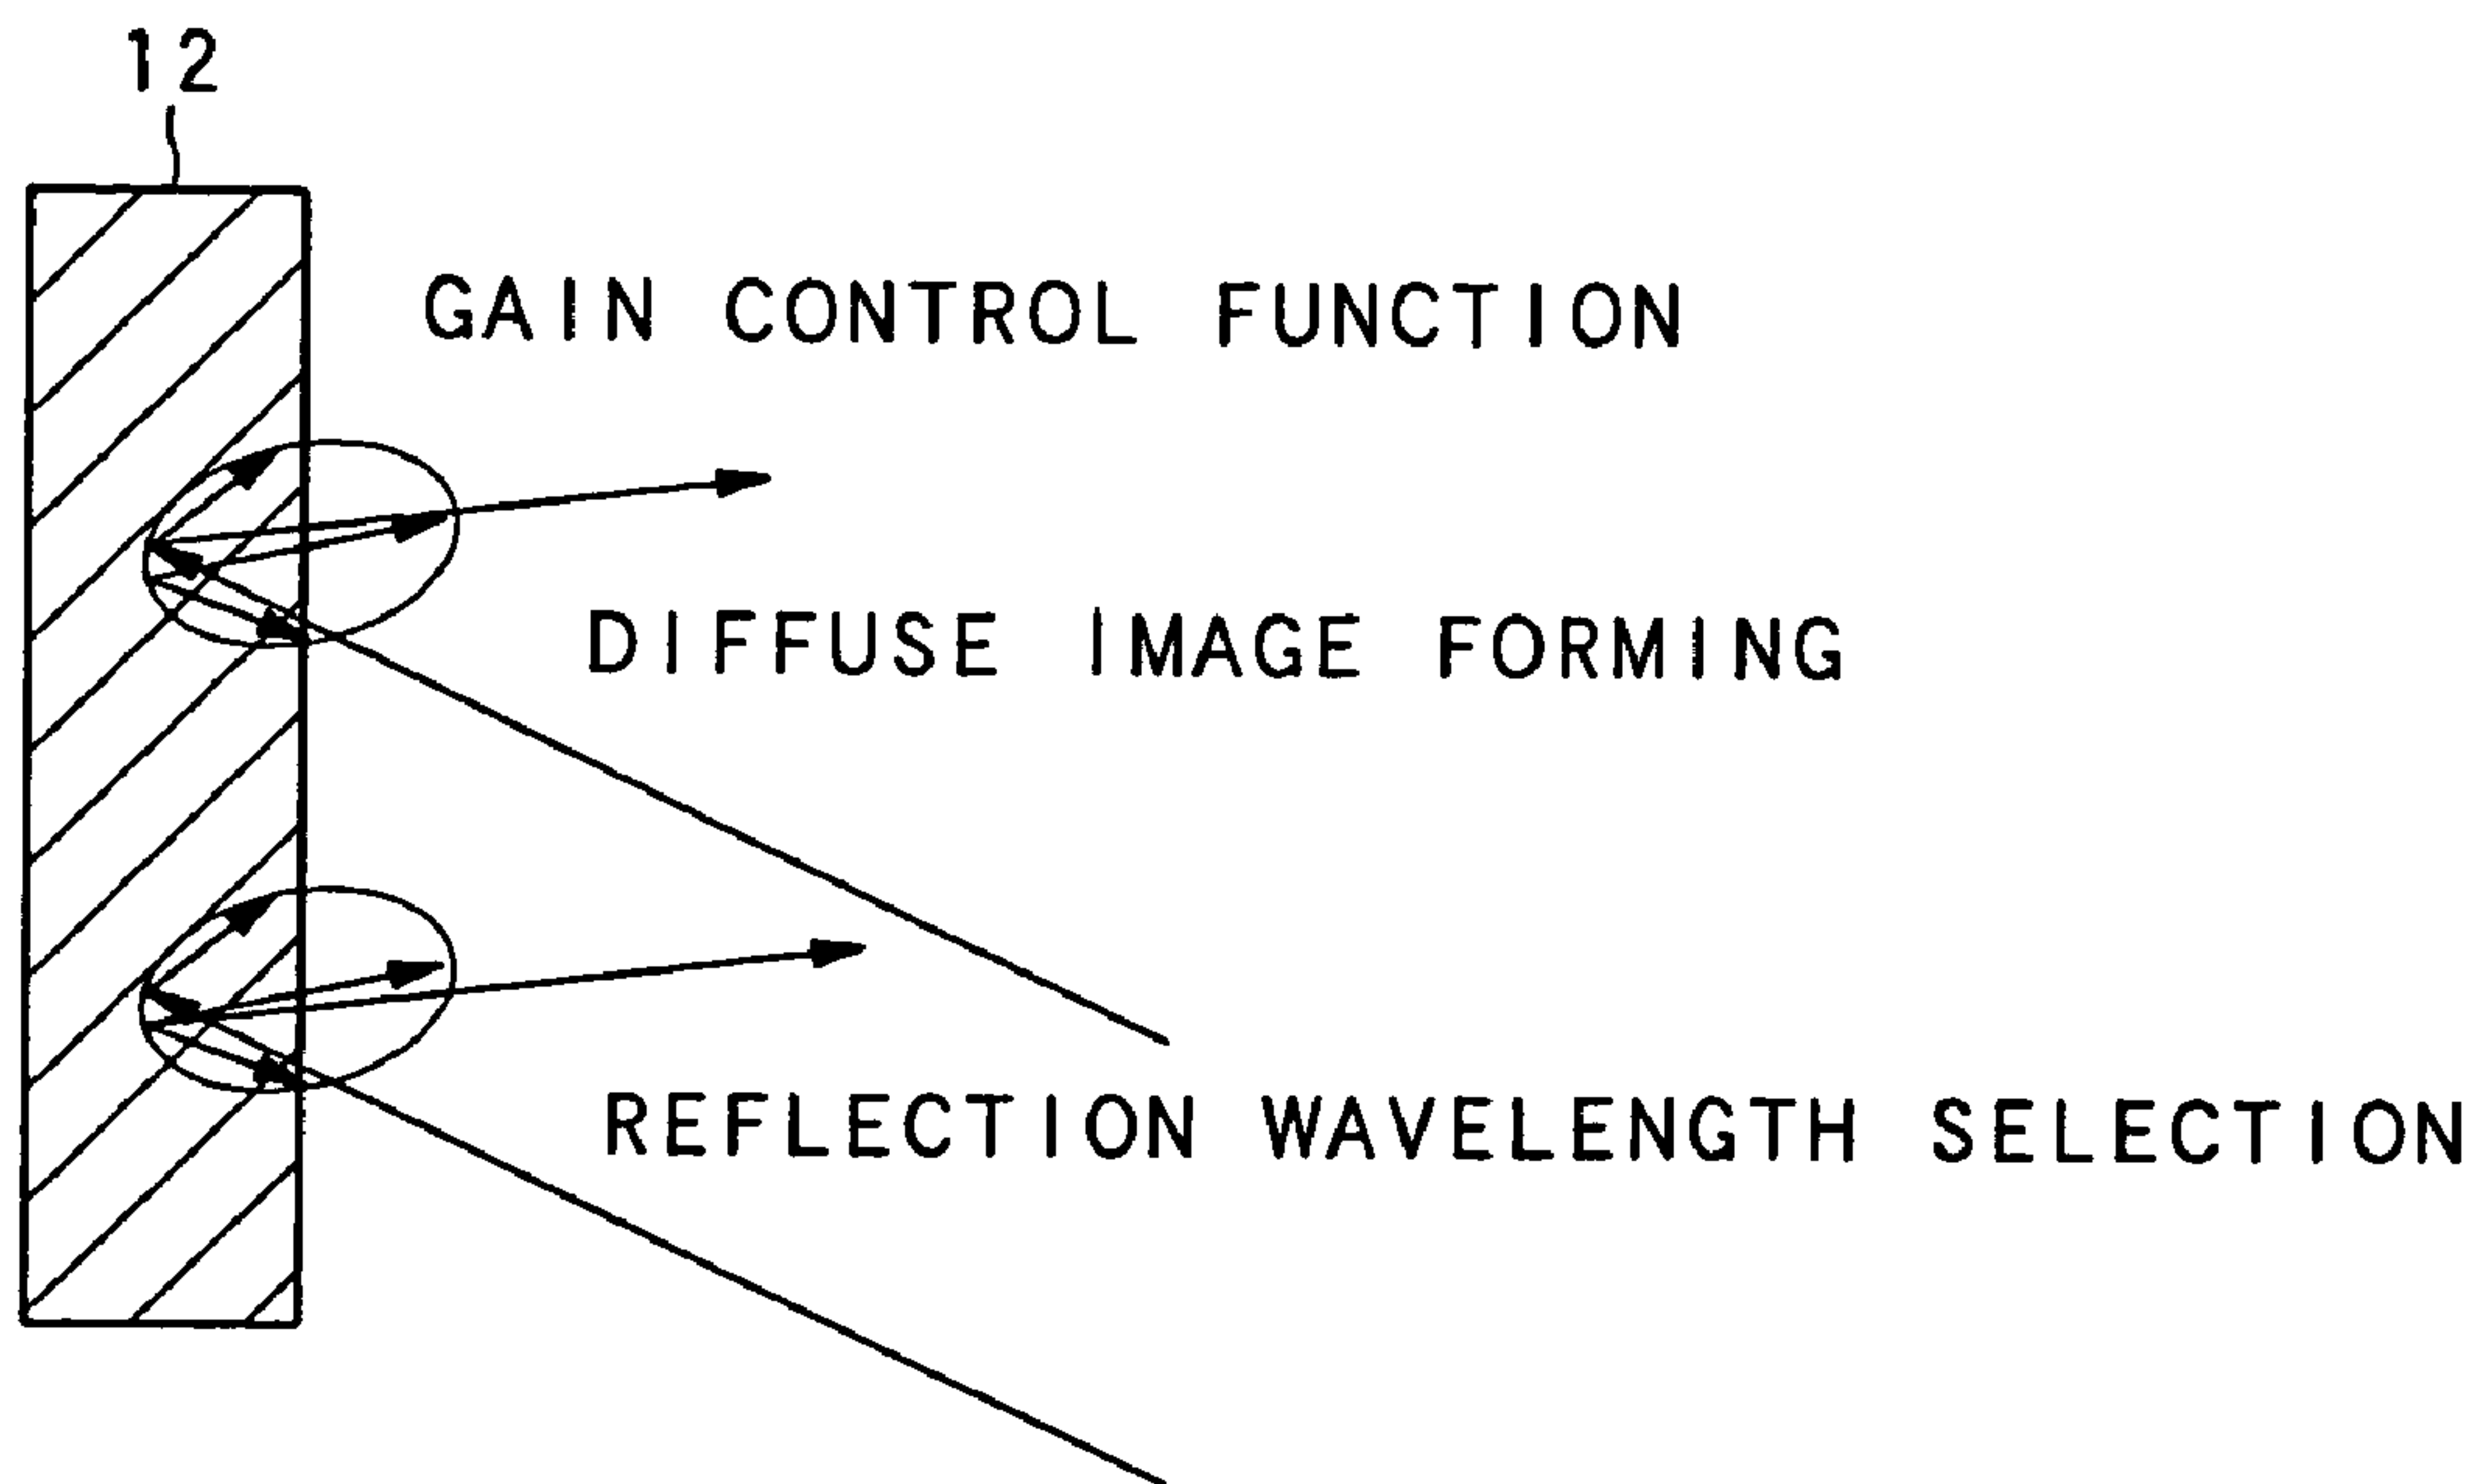 12
GAIN CONTROL FUNCTION
DIFFUSE IMAGE FORMING
REFLECTION WAVELENGTH SELECTION